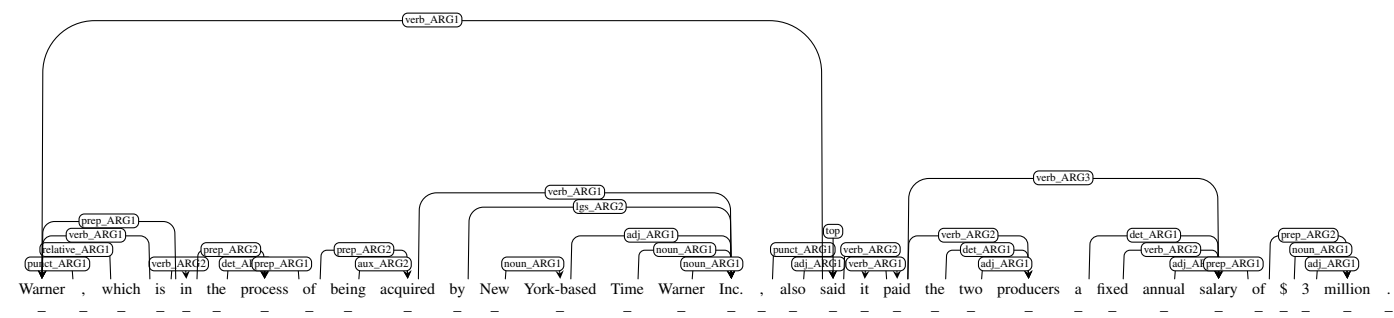 verb_ARG1
verb_ARG3
verb_ARG1
lgs_ARG2
prep_ARG1
top
verb_ARG1 adj_ARG1 verb_ARG2 det_ARG1 prep_ARG2
relative_ARG1 prep_ARG2 prep_ARG2 noun_ARG1 punct_ARG1 verb_ARG2 det_ARG1 verb_ARG2 noun_ARG1
punct_ARG1 verb_ARG2 prep_ARG1 aux_ARG2 noun_ARG1 noun_ARG1 adj_ARG1 verb_ARG1 adj_ARG1 prep_ARG1 adj_ARG1
Warner , which is in the process of being acquired by New York-based Time Warner Inc. , also said it paid the two producers a fixed annual salary of $ 3 million .
_ _ _ _ _ _ _ _ _ _ _ _ _ _ _ _ _ _ _ _ _ _ _ _ _ _ _ _ _ _ _ _ _